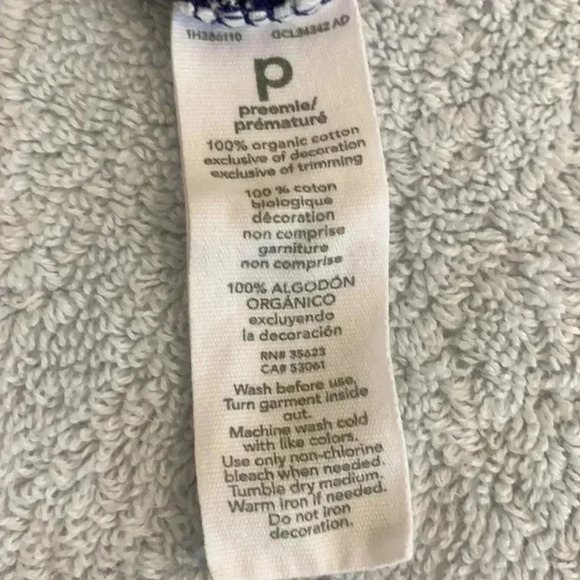 1H386110 GCL34342 AD
p
preemie/
prématuré
100% organic cotton
exclusive of decoration
exclusive of trimming
100 % coton
biologique
décoration
non comprise
garniture
non comprise
100% ALGODÓN
ORGÁNICO
excluyendo
la decoración
RN# 35623
CA# 53061
Wash before use,
Turn garment inside
out.
Machine wash cold
with like colors.
Use only non-chlorine
bleach when needed.
Tumble dry medium.
Warm iron if needed.
Do not iron
decoration.